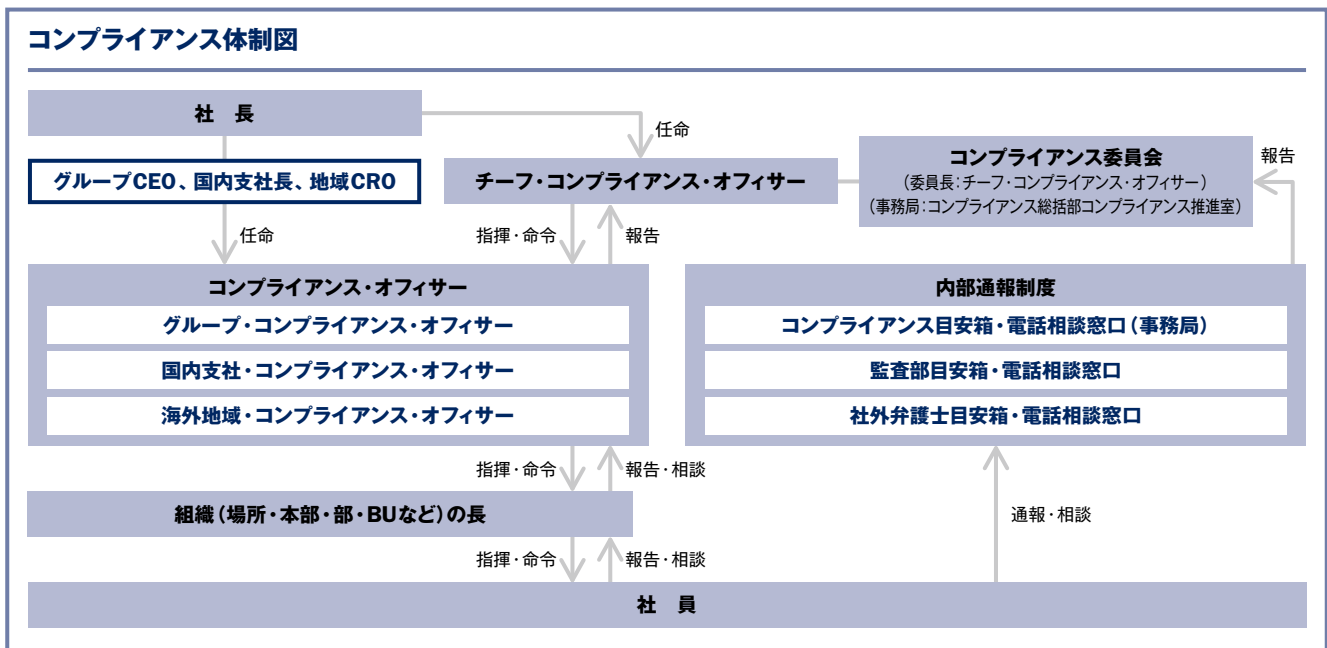 コンプライアンス体制図
社　長
任命
グループCEO、国内支社長、地域CRO
チーフ・コンプライアンス・オフィサー
コンプライアンス委員会
（委員長：チーフ・コンプライアンス・オフィサー）
（事務局：コンプライアンス総括部コンプライアンス推進室）
報告
任命
指揮・命令
報告
コンプライアンス・オフィサー
グループ・コンプライアンス・オフィサー
国内支社・コンプライアンス・オフィサー
海外地域・コンプライアンス・オフィサー
内部通報制度
コンプライアンス目安箱・電話相談窓口（事務局）
監査部目安箱・電話相談窓口
社外弁護士目安箱・電話相談窓口
指揮・命令
報告・相談
組織（場所・本部・部・BUなど）の長
通報・相談
指揮・命令
報告・相談
社　員